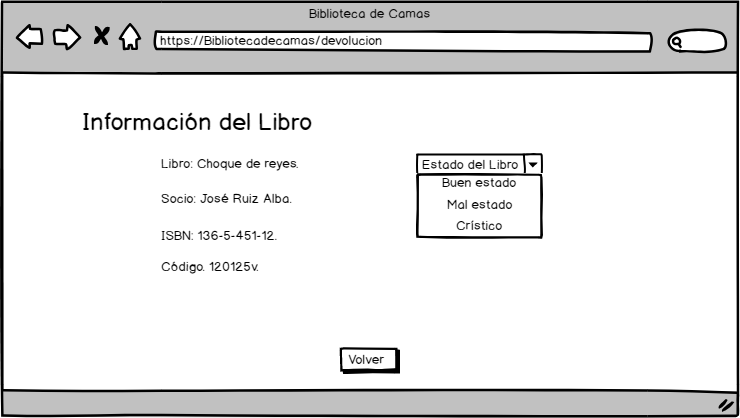 Biblioteca de Camas
https://Bibliotecadecamas/devolucion
Información del Libro
Libro: Choque de reyes.
Estado del Libro
Buen estado
Socio: José Ruiz Alba.
Mal estado
Crístico
ISBN: 136-5-451-12.
Código. 120125v.
Volver